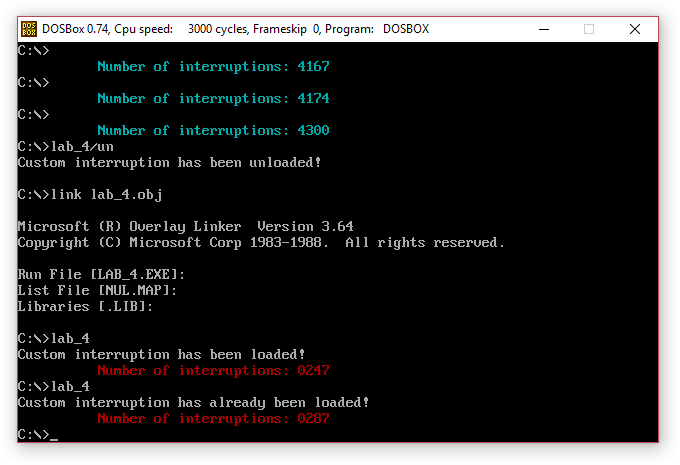 DOS
BOX
DOSBox 0.74, Cpu speed: 3000 cycles, Frameskip 0, Program: DOSBOX
C:\>
Number of interruptions: 4167
C:\>
Number of interruptions: 4174
C:\>
Number of interruptions: 4300
C:\>lab_4/un
Custom interruption has been unloaded!
C:\>link lab_4.obj
Microsoft (R) Overlay Linker  Version 3.64
Copyright (C) Microsoft Corp 1983-1988.  All rights reserved.
Run File [LAB_4.EXE]:
List File [NUL.MAP]:
Libraries [.LIB]:
C:\>lab_4
Custom interruption has been loaded!
Number of interruptions: 0247
C:\>lab_4
Custom interruption has already been loaded!
Number of interruptions: 0287
C:\>_